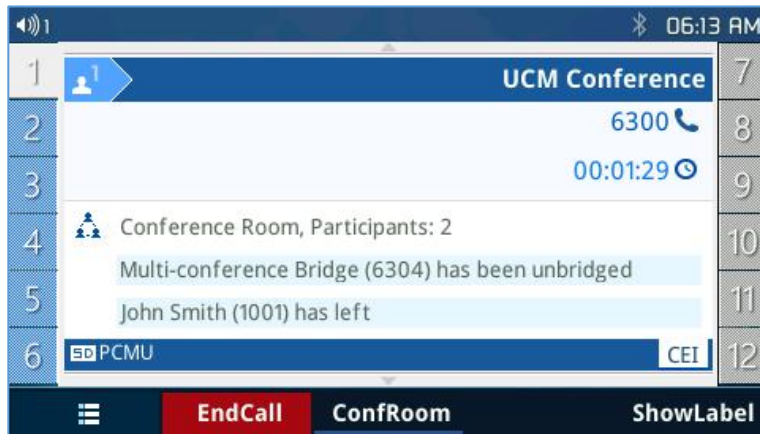 1 06:13 AM
1 1 UCM Conference 7
2 6300 8
3 00:01:29 9
4 Conference Room, Participants: 2 10
Multi-conference Bridge (6304) has been unbridged
5 John Smith (1001) has left 11
6 SD PCMU CEI 12
EndCall ConfRoom ShowLabel